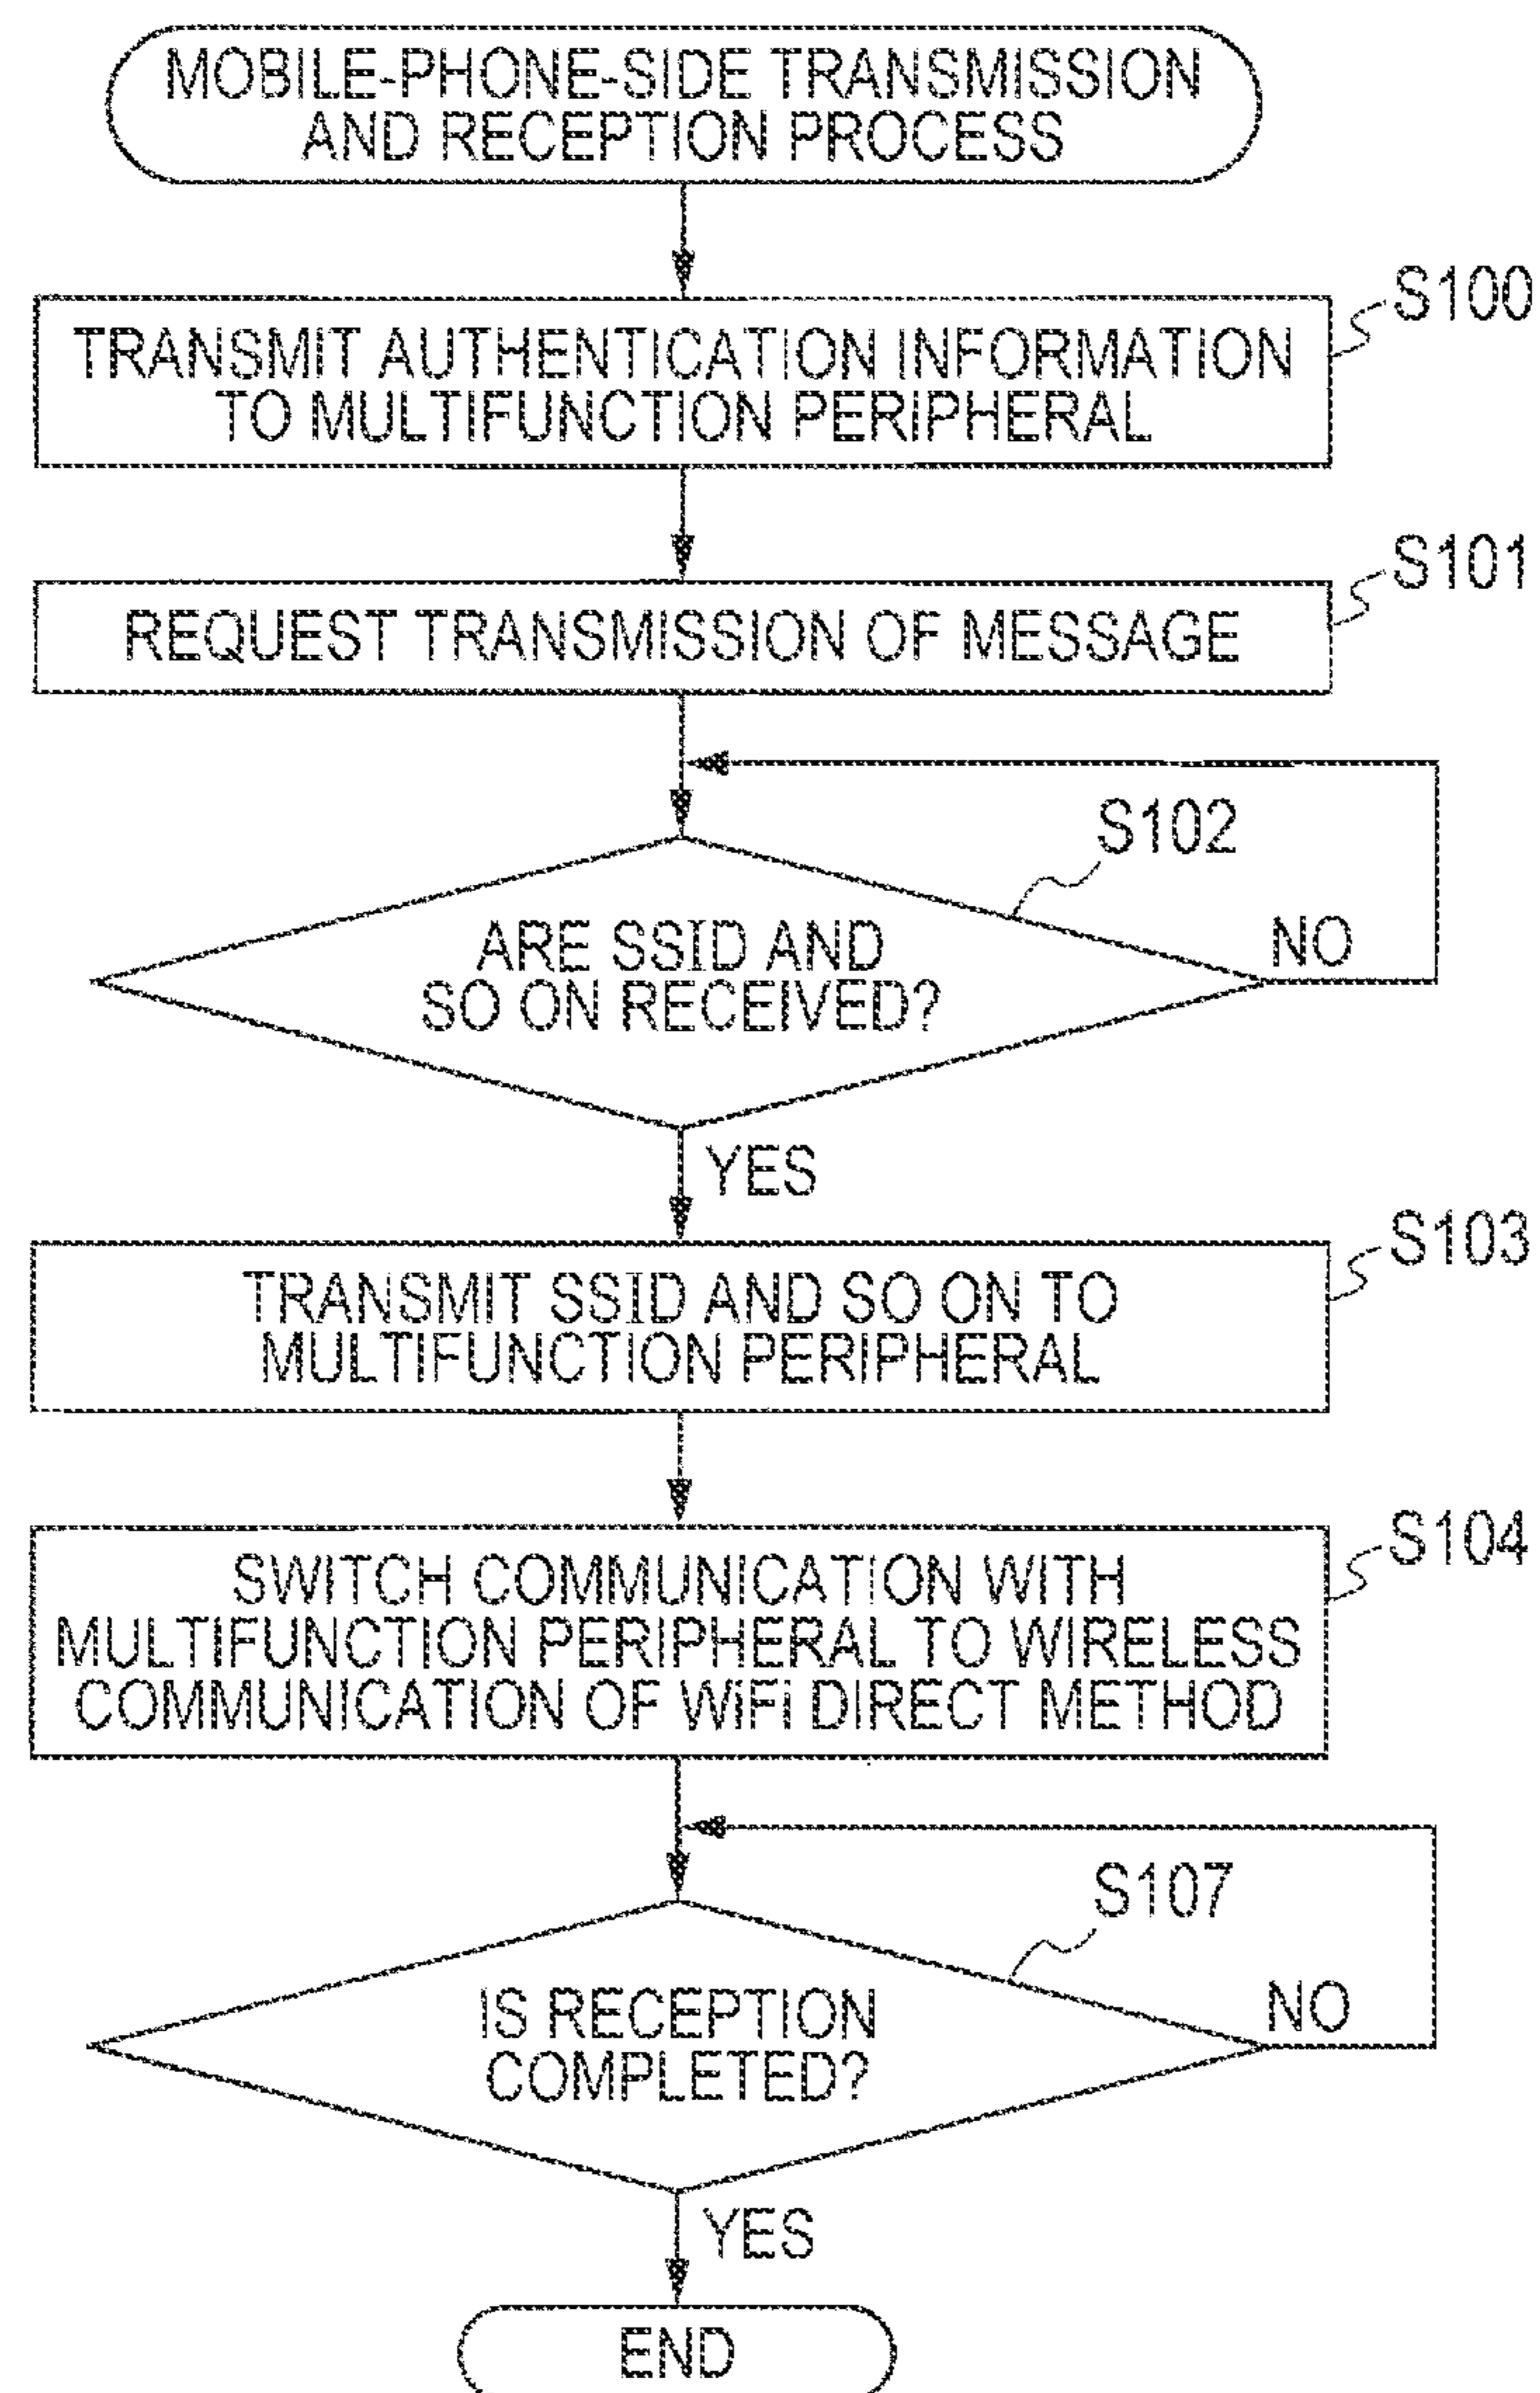 MOBILE-PHONE-SIDE TRANSMISSION
AND RECEPTION PROCESS
S100
TRANSMIT AUTHENTICATION INFORMATION
TO MULTIFUNCTION PERIPHERAL
S101
REQUEST TRANSMISSION OF MESSAGE
S102
ARE SSID AND
SO ON RECEIVED?
NO
YES
S103
TRANSMIT SSID AND SO ON TO
MULTIFUNCTION PERIPHERAL
S104
SWITCH COMMUNICATION WITH
MULTIFUNCTION PERIPHERAL TO WIRELESS
COMMUNICATION OF WiFi DIRECT METHOD
S107
IS RECEPTION
COMPLETED?
NO
YES
END